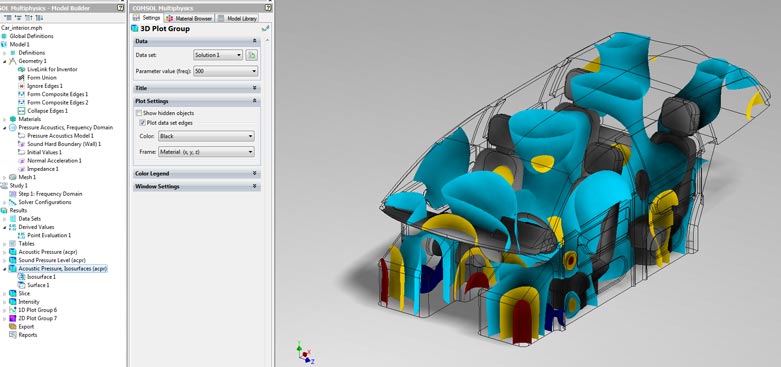 SOL Multiphysics - Model Builder
Car_interior.mph
Global Definitions
Model 1
Definitions
Geometry 1
LiveLink for Inventor
Form Union
Ignore Edges 1
Form Composite Edges 1
Form Composite Edges 2
Collapse Edges 1
Materials
Pressure Acoustics, Frequency Domain
Pressure Acoustics Model 1
Sound Hard Boundary (Wall) 1
Initial Values 1
Normal Acceleration 1
Impedance 1
Mesh 1
Study 1
Step 1: Frequency Domain
Solver Configurations
Results
Data Sets
Derived Values
Point Evaluation 1
Tables
Acoustic Pressure (acpr)
Sound Pressure Level (acpr)
Acoustic Pressure, Isosurfaces (acpr)
Isosurface 1
Surface 1
Slice
Intensity
1D Plot Group 6
2D Plot Group 7
Export
Reports
COMSOL Multiphysics
Settings Material Browser Model Library
3D Plot Group
Data
Data set: Solution 1
Parameter value (freq): 500
Title
Plot Settings
Show hidden objects
Plot data set edges
Color: Black
Frame: Material (x, y, z)
Color Legend
Window Settings
y
x
z